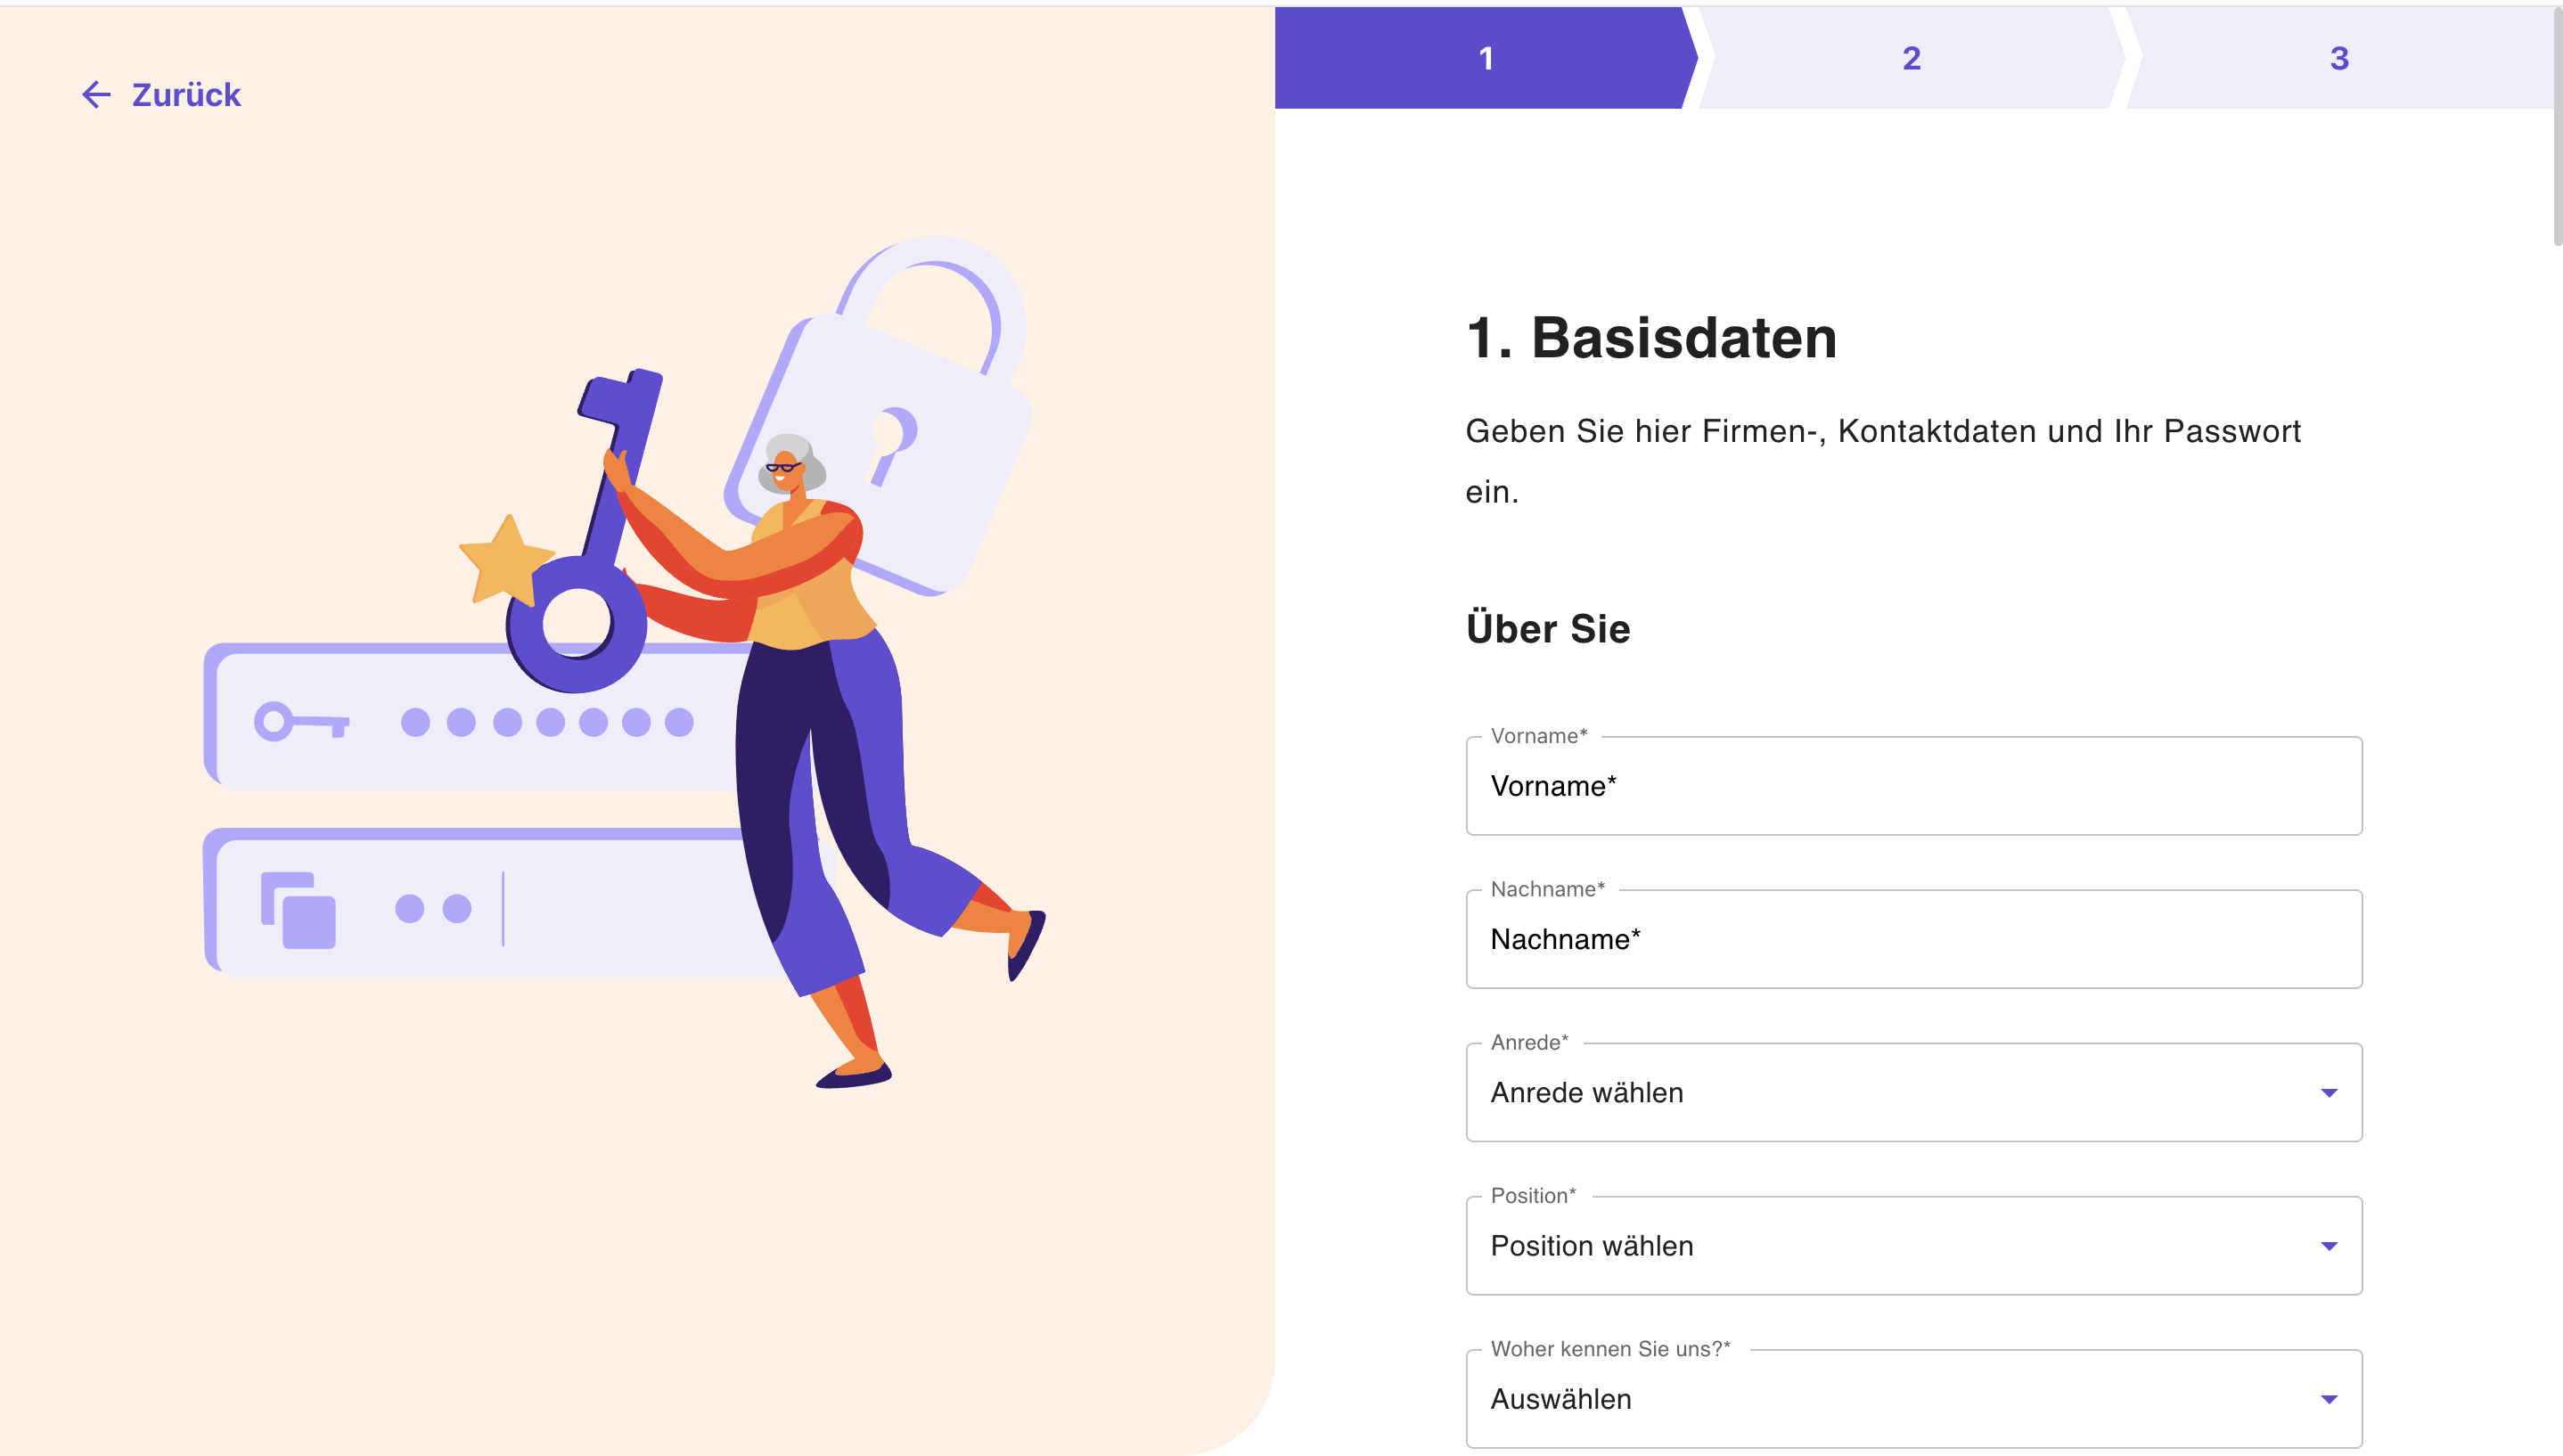 Zurück
1
2
3
1. Basisdaten
Geben Sie hier Firmen-, Kontaktdaten und Ihr Passwort
ein.
Über Sie
Vorname*
Vorname*
Nachname*
Nachname*
Anrede*
Anrede wählen
Position*
Position wählen
Woher kennen Sie uns?*
Auswählen